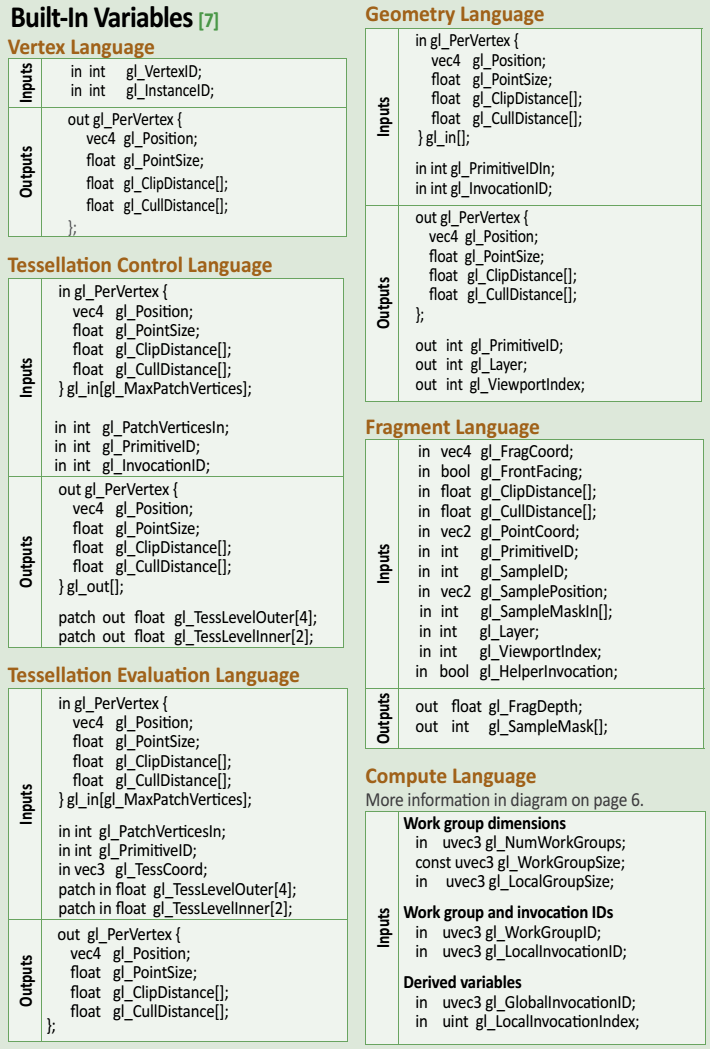 Built-In Variables [7]
Vertex Language
Inputs
in int gl_VertexID;
in int gl_InstanceID;
Outputs
out gl_PerVertex {
vec4 gl_Position;
float gl_PointSize;
float gl_ClipDistance[];
float gl_CullDistance[];
};
Tessellation Control Language
Inputs
in gl_PerVertex {
vec4 gl_Position;
float gl_PointSize;
float gl_ClipDistance[];
float gl_CullDistance[];
} gl_in[gl_MaxPatchVertices];
in int gl_PatchVerticesIn;
in int gl_PrimitiveID;
in int gl_InvocationID;
Outputs
out gl_PerVertex {
vec4 gl_Position;
float gl_PointSize;
float gl_ClipDistance[];
float gl_CullDistance[];
} gl_out[];
patch out float gl_TessLevelOuter[4];
patch out float gl_TessLevelInner[2];
Tessellation Evaluation Language
Inputs
in gl_PerVertex {
vec4 gl_Position;
float gl_PointSize;
float gl_ClipDistance[];
float gl_CullDistance[];
} gl_in[gl_MaxPatchVertices];
in int gl_PatchVerticesIn;
in int gl_PrimitiveID;
in vec3 gl_TessCoord;
patch in float gl_TessLevelOuter[4];
patch in float gl_TessLevelInner[2];
Outputs
out gl_PerVertex {
vec4 gl_Position;
float gl_PointSize;
float gl_ClipDistance[];
float gl_CullDistance[];
};
Geometry Language
Inputs
in gl_PerVertex {
vec4 gl_Position;
float gl_PointSize;
float gl_ClipDistance[];
float gl_CullDistance[];
} gl_in[];
in int gl_PrimitiveIDIn;
in int gl_InvocationID;
Outputs
out gl_PerVertex {
vec4 gl_Position;
float gl_PointSize;
float gl_ClipDistance[];
float gl_CullDistance[];
};
out int gl_PrimitiveID;
out int gl_Layer;
out int gl_ViewportIndex;
Fragment Language
Inputs
in vec4 gl_FragCoord;
in bool gl_FrontFacing;
in float gl_ClipDistance[];
in float gl_CullDistance[];
in vec2 gl_PointCoord;
in int gl_PrimitiveID;
in int gl_SampleID;
in vec2 gl_SamplePosition;
in int gl_SampleMaskIn[];
in int gl_Layer;
in int gl_ViewportIndex;
in bool gl_HelperInvocation;
Outputs
out float gl_FragDepth;
out int gl_SampleMask[];
Compute Language
More information in diagram on page 6.
Inputs
Work group dimensions
in uvec3 gl_NumWorkGroups;
const uvec3 gl_WorkGroupSize;
in uvec3 gl_LocalGroupSize;
Work group and invocation IDs
in uvec3 gl_WorkGroupID;
in uvec3 gl_LocalInvocationID;
Derived variables
in uvec3 gl_GlobalInvocationID;
in uint gl_LocalInvocationIndex;